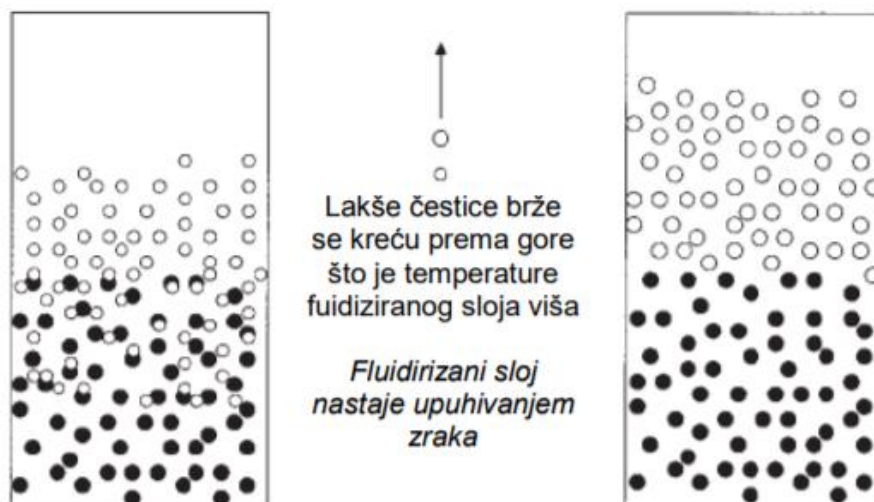 Lakše čestice brže
se kreću prema gore
što je temperature
fuidiziranog sloja viša
Fluidirizani sloj
nastaje upuhivanjem
zraka